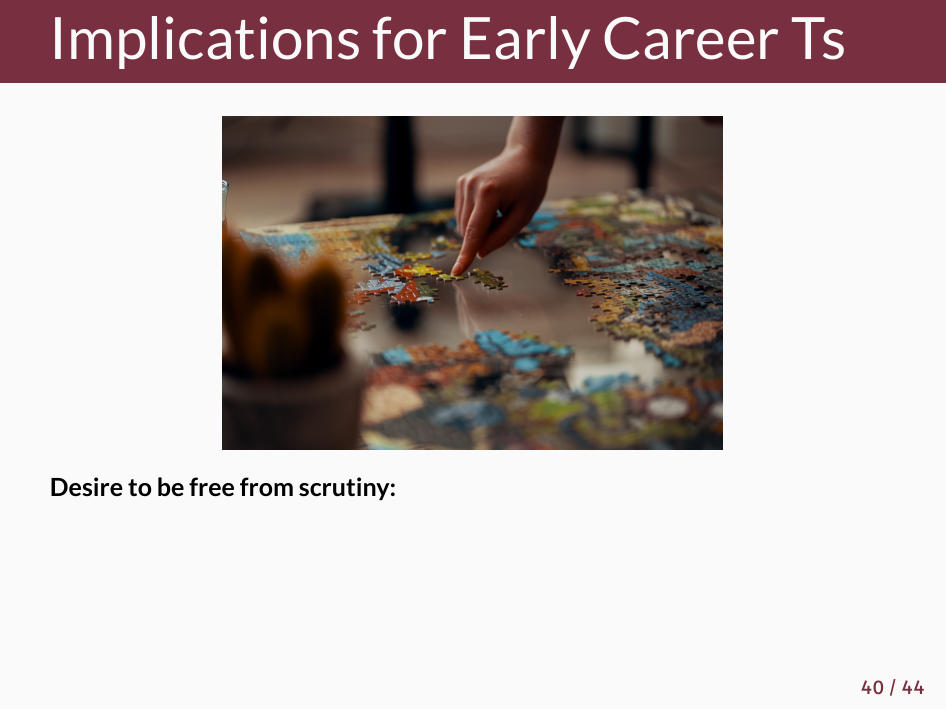 Implications for Early Career Ts
Desire to be free from scrutiny:
40 / 44